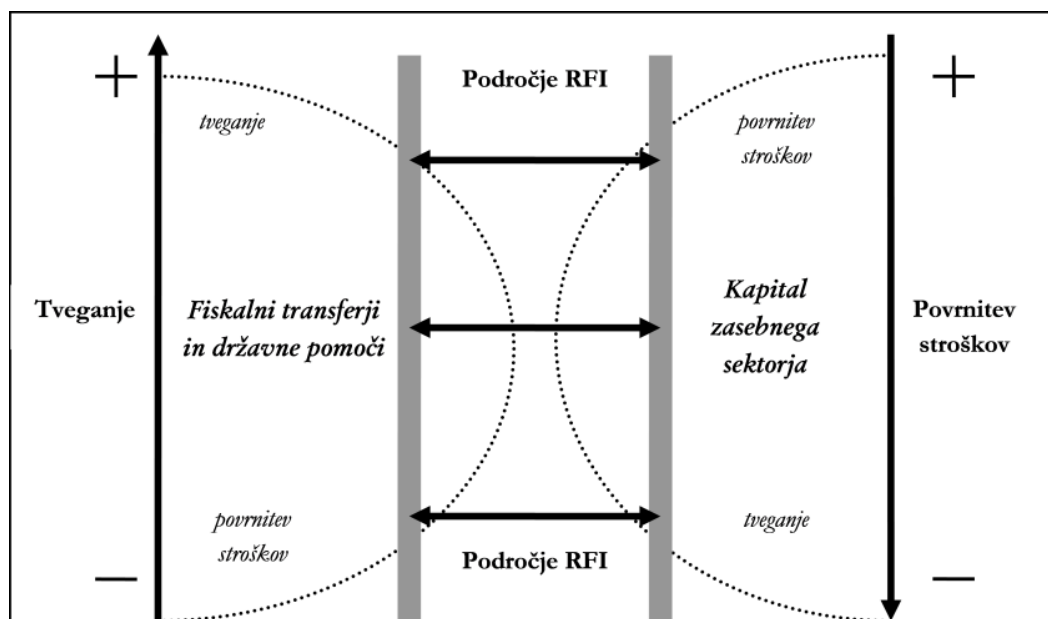 +
Področje RFI
+
tveganje
povrnitev
stroškov
Tveganje
Fiskalni transferji
in državne pomoči
Kapital
zasebnega
sektorja
Povrnitev
stroškov
povrnitev
stroškov
tveganje
–
Področje RFI
–